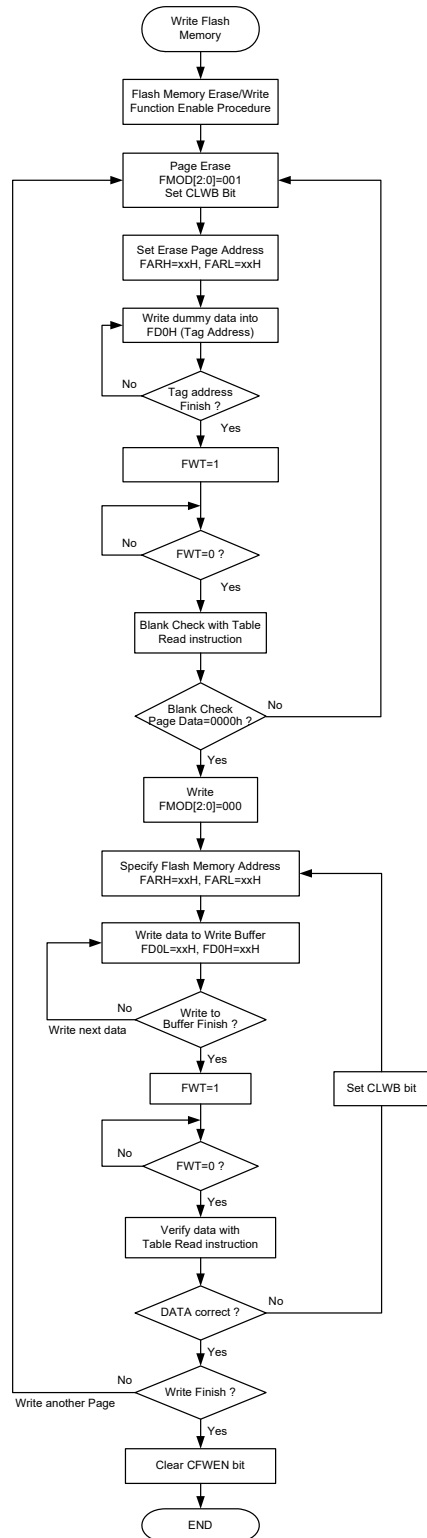 Write Flash
Memory
Flash Memory Erase/Write
Function Enable Procedure
Page Erase
FMOD[2:0]=001
Set CLWB Bit
Set Erase Page Address
FARH=xxH, FARL=xxH
Write dummy data into
FD0H (Tag Address)
No
Tag address
Finish ?
Yes
FWT=1
No
FWT=0 ?
Yes
Blank Check with Table
Read instruction
No
Blank Check
Page Data=0000h ?
Yes
Write
FMOD[2:0]=000
Specify Flash Memory Address
FARH=xxH, FARL=xxH
Write data to Write Buffer
FD0L=xxH, FD0H=xxH
No
Write to
Buffer Finish ?
Write next data
Yes
FWT=1
Set CLWB bit
No
FWT=0 ?
Yes
Verify data with
Table Read instruction
DATA correct ?
No
Yes
No
Write Finish ?
Write another Page
Yes
Clear CFWEN bit
END